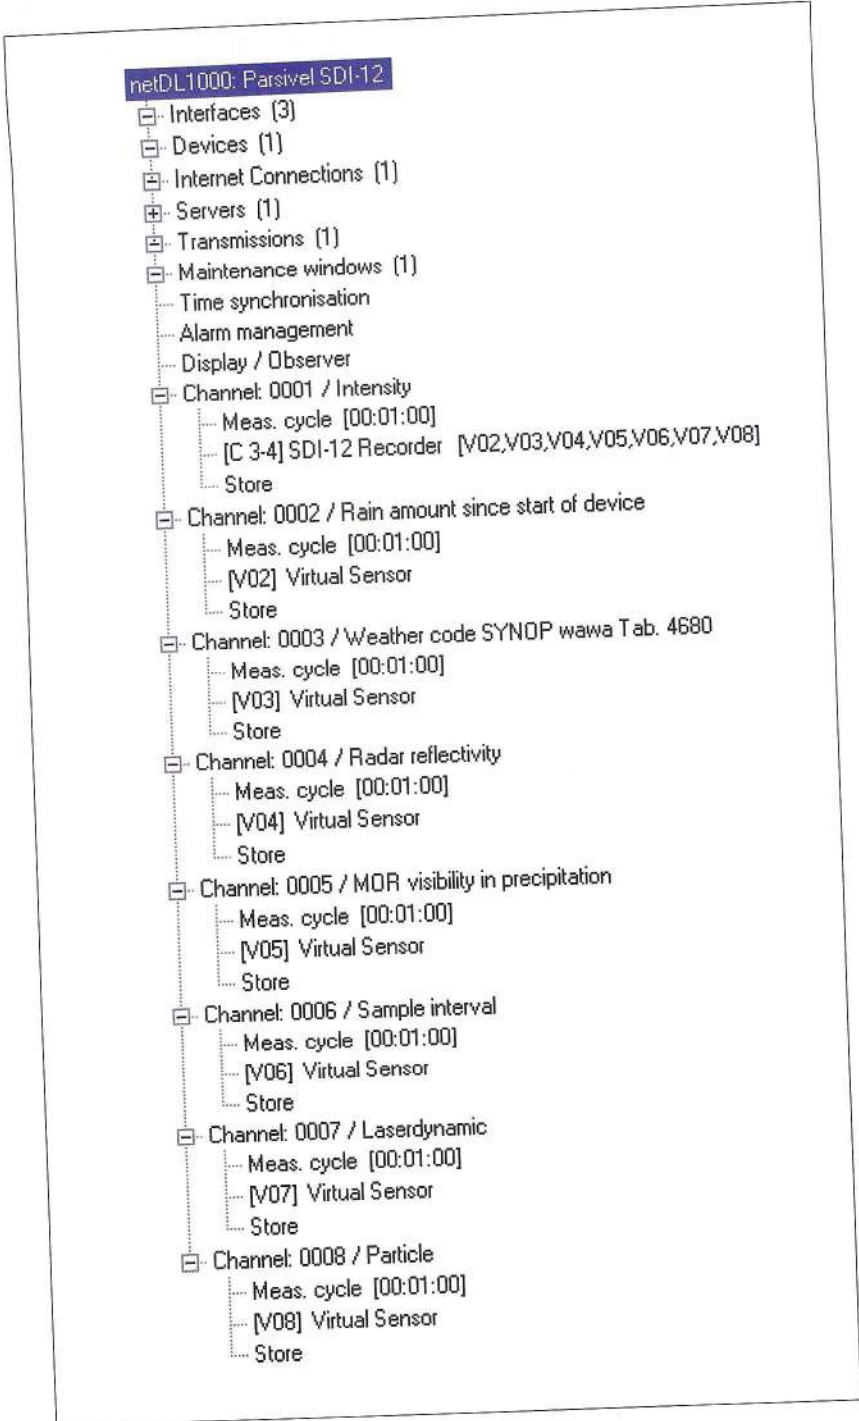 netDL1000: Parsivel SDI-12
Interfaces (3)
Devices (1)
Internet Connections (1)
Servers (1)
Transmissions (1)
Maintenance windows (1)
Time synchronisation
Alarm management
Display / Observer
Channel: 0001 / Intensity
Meas. cycle [00:01:00]
[C 3-4] SDI-12 Recorder [V02,V03,V04,V05,V06,V07,V08]
Store
Channel: 0002 / Rain amount since start of device
Meas. cycle [00:01:00]
[V02] Virtual Sensor
Store
Channel: 0003 / Weather code SYNOP wawa Tab. 4680
Meas. cycle [00:01:00]
[V03] Virtual Sensor
Store
Channel: 0004 / Radar reflectivity
Meas. cycle [00:01:00]
[V04] Virtual Sensor
Store
Channel: 0005 / MOR visibility in precipitation
Meas. cycle [00:01:00]
[V05] Virtual Sensor
Store
Channel: 0006 / Sample interval
Meas. cycle [00:01:00]
[V06] Virtual Sensor
Store
Channel: 0007 / Laserdynamic
Meas. cycle [00:01:00]
[V07] Virtual Sensor
Store
Channel: 0008 / Particle
Meas. cycle [00:01:00]
[V08] Virtual Sensor
Store